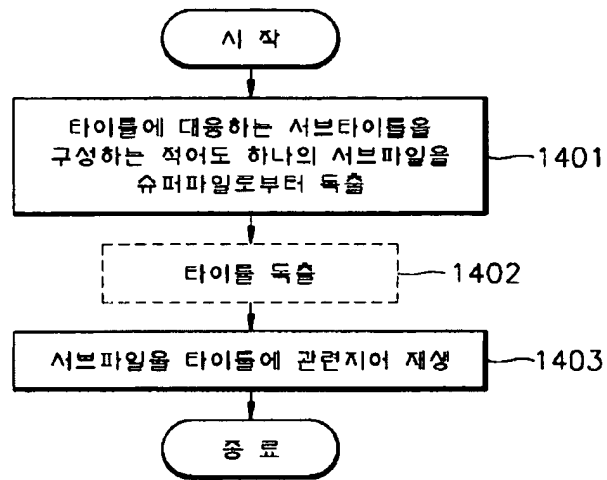 시 작
타이틀에 대응하는 서브타이틀을
구성하는 적어도 하나의 서브파일을
슈퍼파일로부터 독출
1401
타이틀 독출
1402
서브파일을 타이틀에 관련지어 재생
1403
종 료